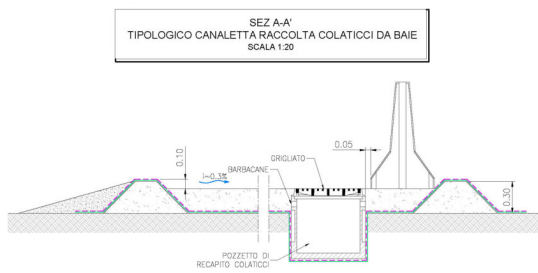 SEZ A-A'
TIPOLOGICO CANALETTA RACCOLTA COLATICCI DA BAIE
SCALA 1:20
0.05
GRIGLIATO
0.10
i~0.3%
BARBACANE
0.30
POZZETTO DI
RECAPITO COLATICCI